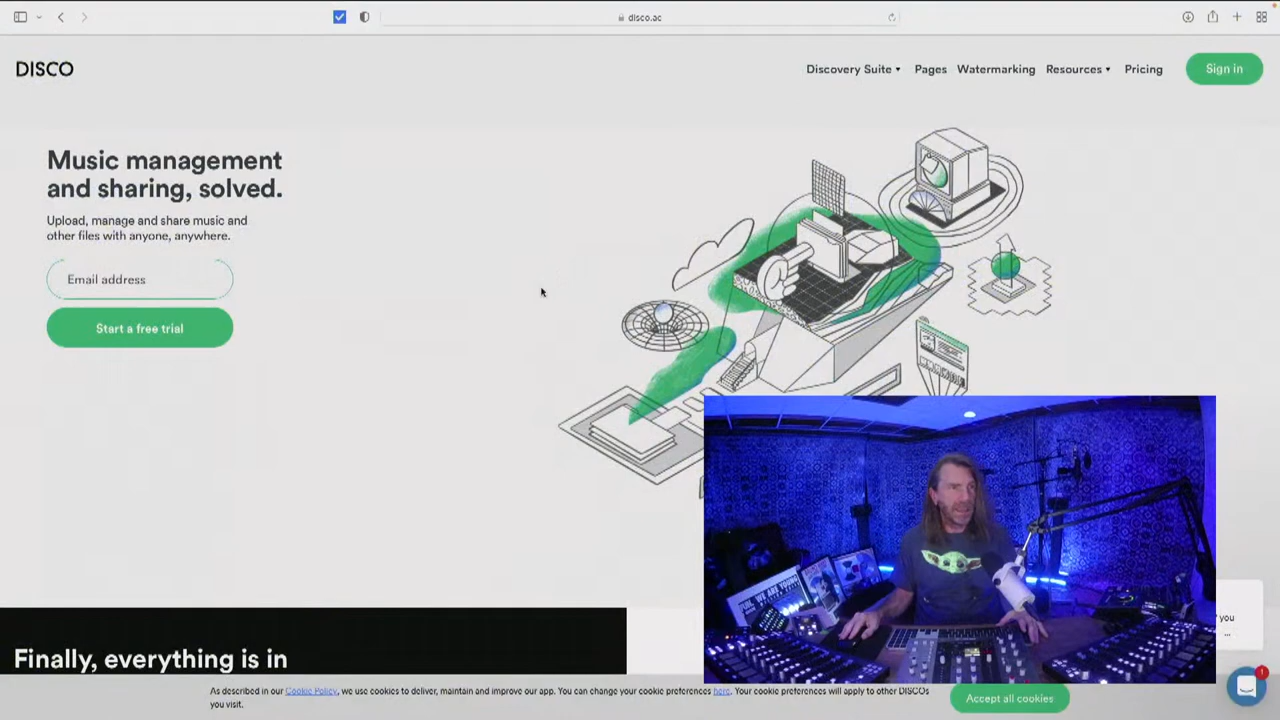 disco.ac
DISCO
Discovery Suite
Pages
Watermarking
Resources
Pricing
Sign in
Music management
and sharing, solved.
Upload, manage and share music and
other files with anyone, anywhere.
Email address
Start a free trial
Finally, everything is in
you
...
1
As described in our Cookie Policy, we use cookies to deliver, maintain and improve our app. You can change your cookie preferences here. Your cookie preferences will apply to other DISCOs
you visit.
Accept all cookies